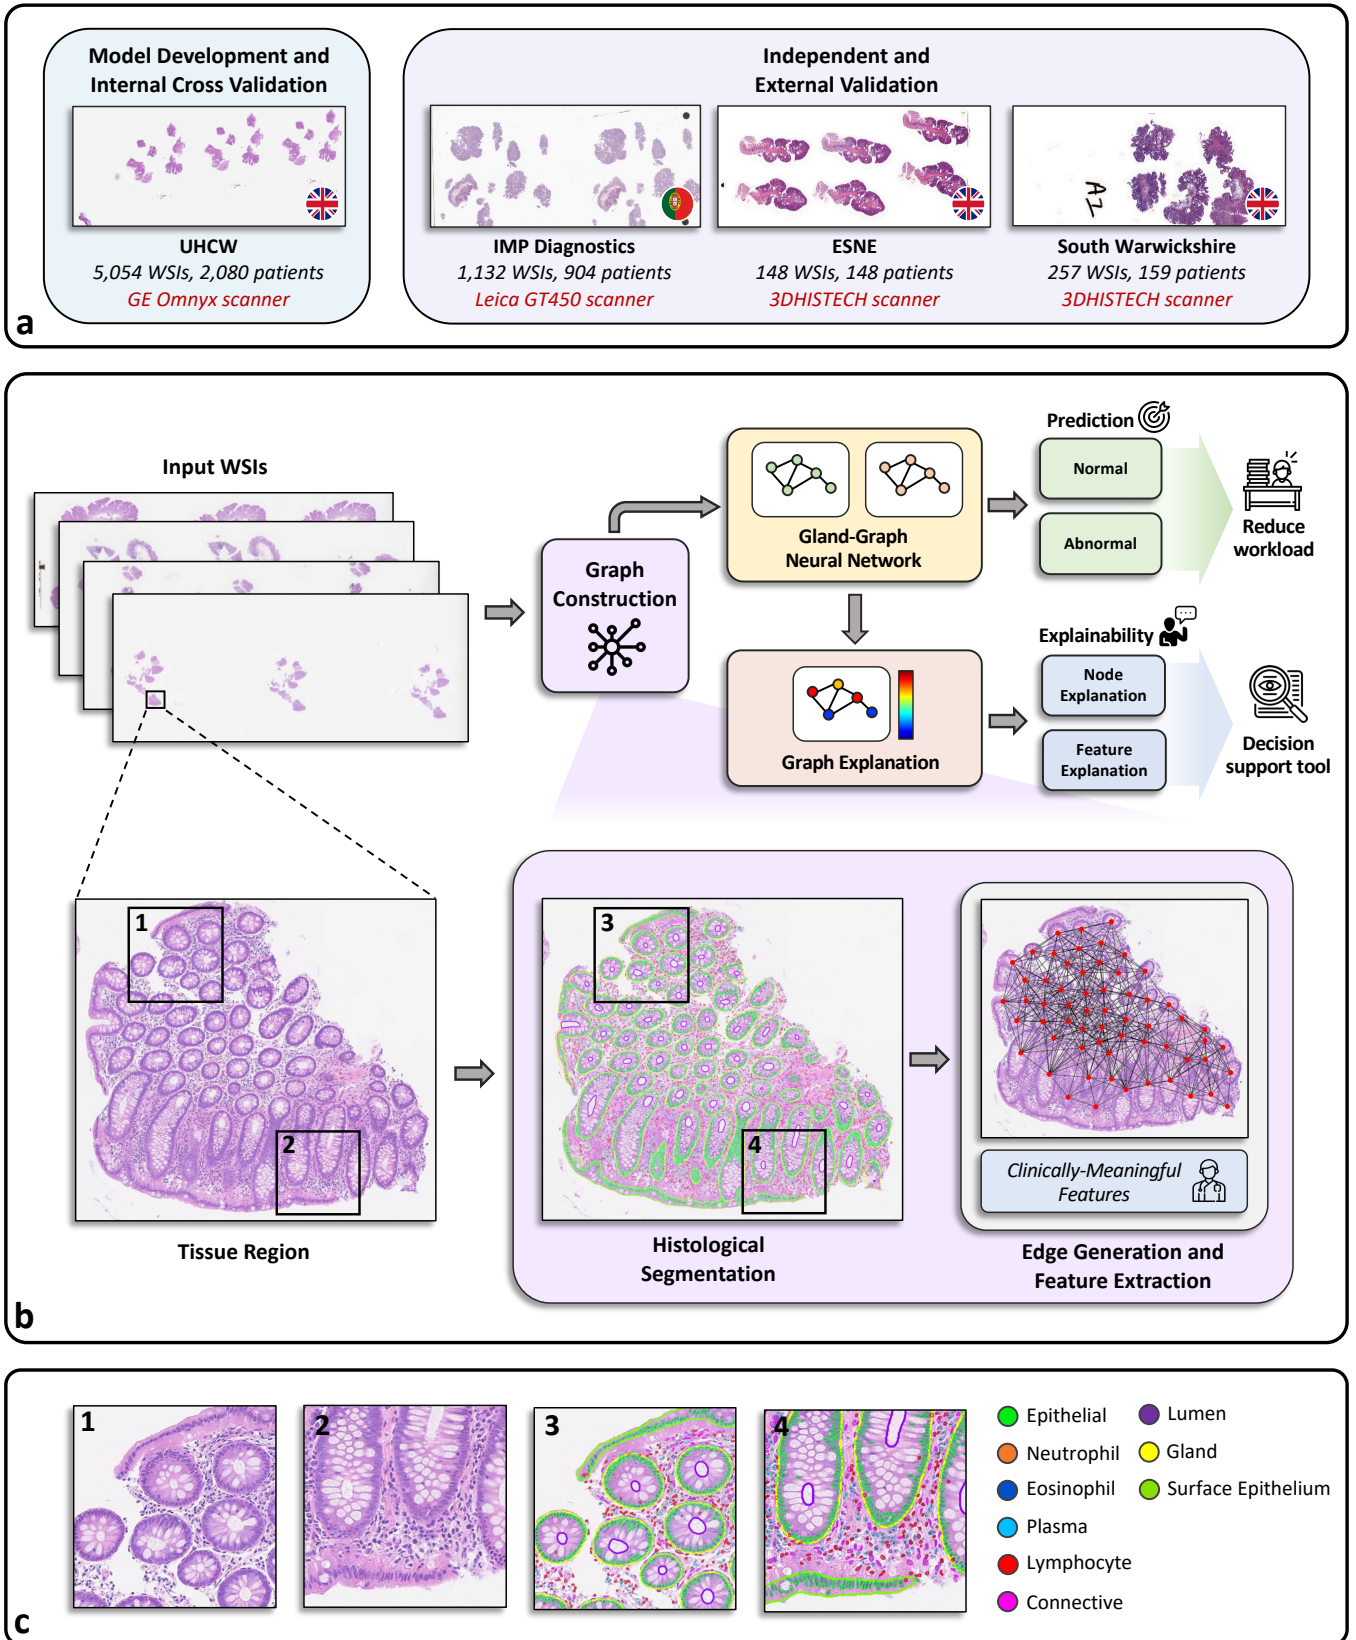 Model Development and
Internal Cross Validation
UHCW
5,054 WSIs, 2,080 patients
GE Omnyx scanner
Independent and
External Validation
IMP Diagnostics
1,132 WSIs, 904 patients
Leica GT450 scanner
ESNE
148 WSIs, 148 patients
3DHISTECH scanner
A1
South Warwickshire
257 WSIs, 159 patients
3DHISTECH scanner
a
Input WSIs
Graph
Construction
Gland-Graph
Neural Network
Graph Explanation
Prediction
Normal
Abnormal
Reduce
workload
Explainability
Node
Explanation
Feature
Explanation
Decision
support tool
1
2
Tissue Region
3
4
Histological
Segmentation
Clinically-Meaningful
Features
Edge Generation and
Feature Extraction
b
1
2
3
4
Epithelial
Neutrophil
Eosinophil
Plasma
Lymphocyte
Connective
Lumen
Gland
Surface Epithelium
c